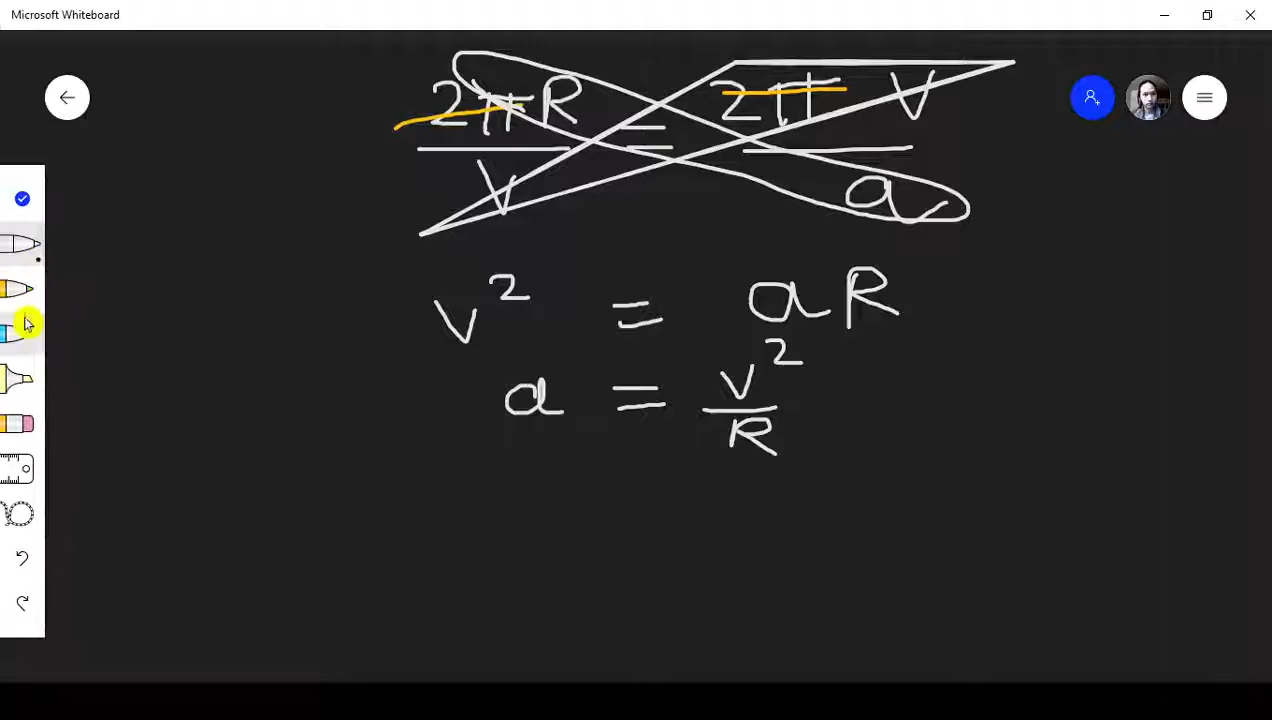 Microsoft Whiteboard
2πR / V = 2π V / a
v² = aR
a = v² / R